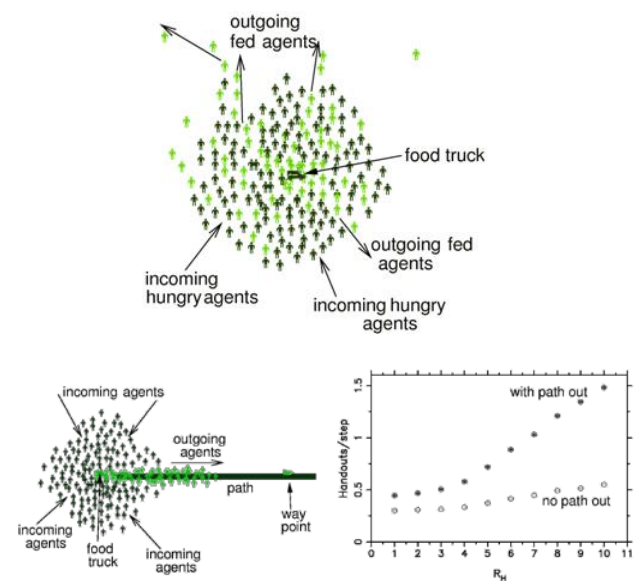 outgoing
fed agents
food truck
outgoing fed
agents
incoming
hungry agents
incoming hungry
agents
incoming agents
outgoing
agents
path
way
point
incoming
agents
food
truck
incoming
agents
Handouts/step
1.5
1
0.5
0
with path out
no path out
0 1 2 3 4 5 6 7 8 9 10 11
R_H